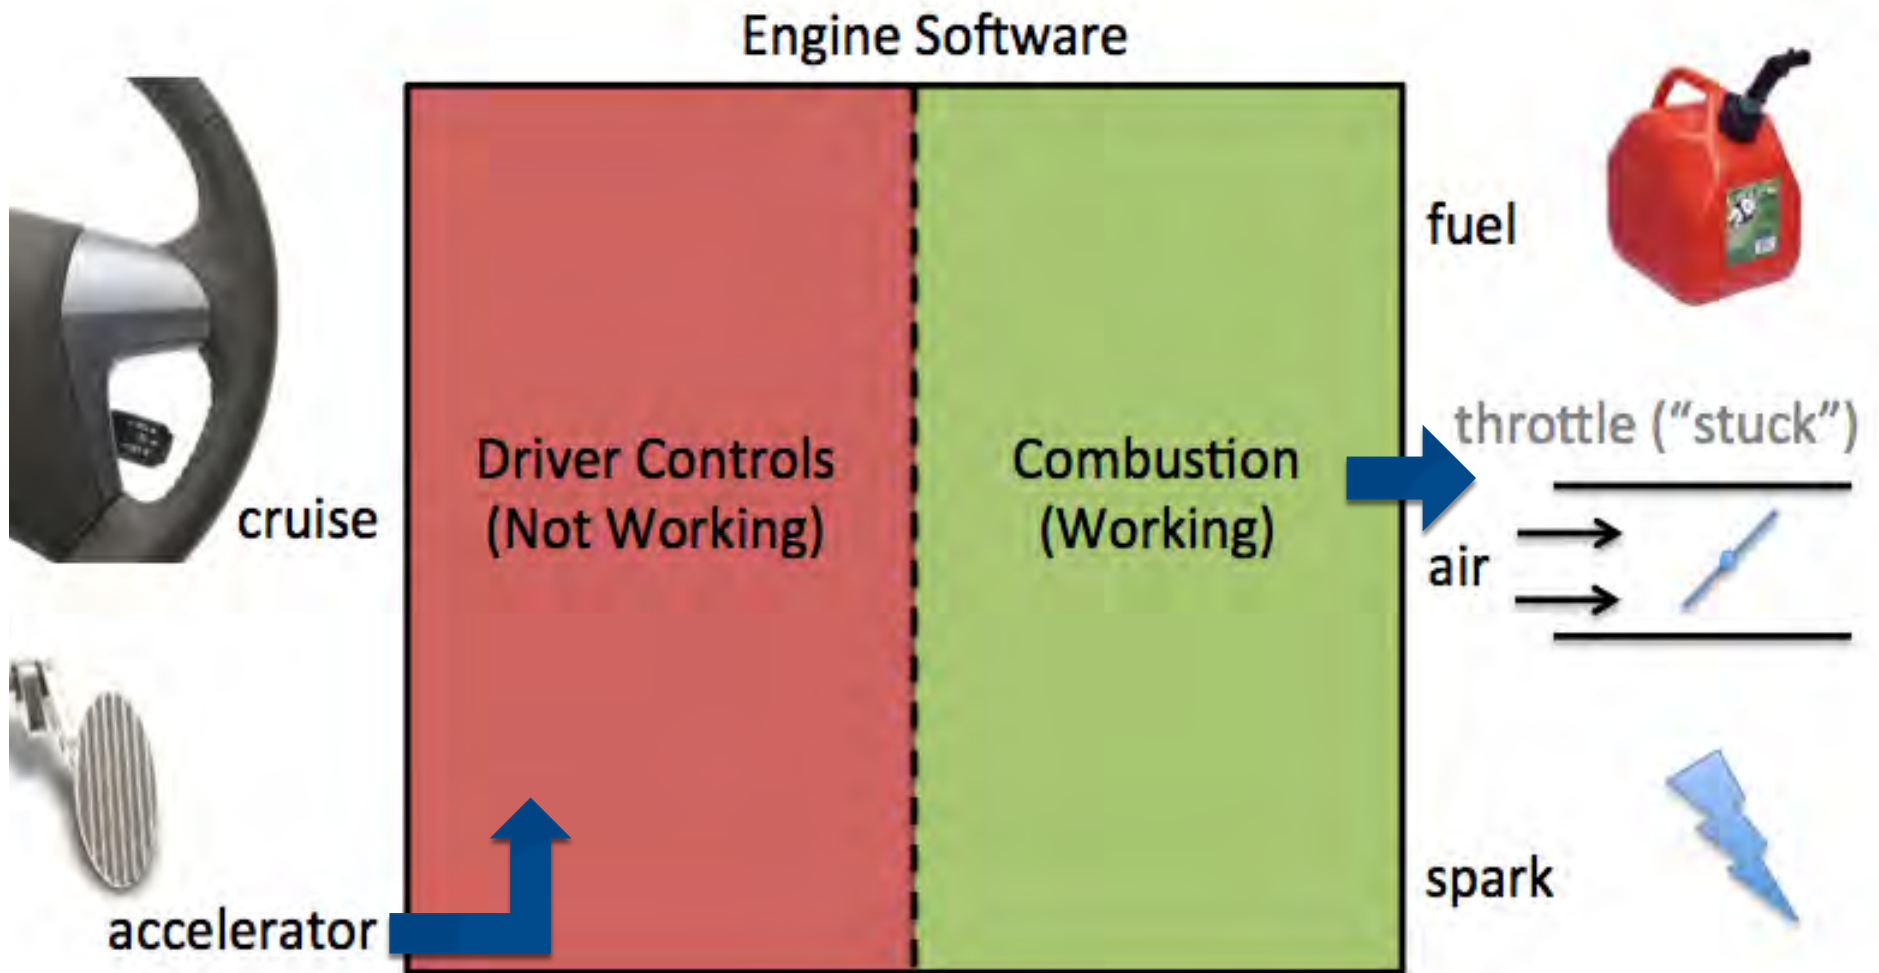 Engine Software
fuel
throttle (“stuck”)
Driver Controls
(Not Working)
Combustion
(Working)
cruise
air
spark
accelerator